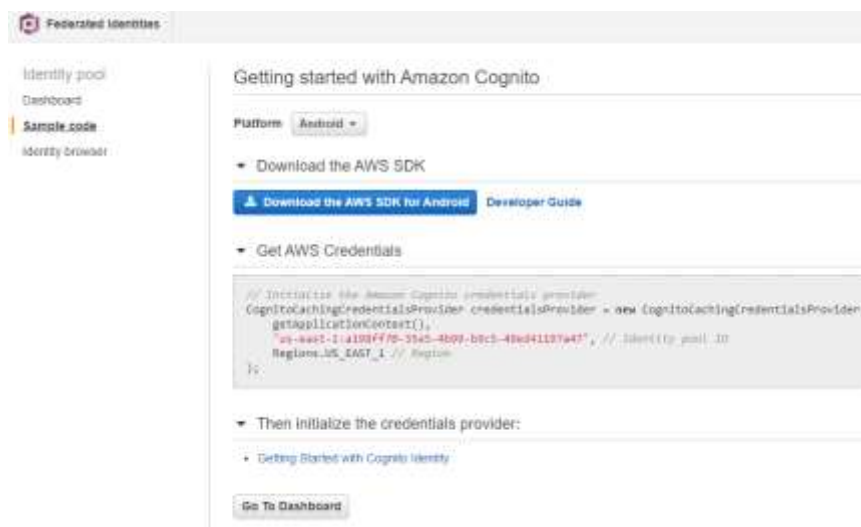 Federated Identities
Identity pool
Dashboard
Sample code
Identity browser
Getting started with Amazon Cognito
Platform Android
Download the AWS SDK
Download the AWS SDK for Android Developer Guide
Get AWS Credentials
// Initialize the Amazon Cognito credentials provider
CognitoCachingCredentialsProvider credentialsProvider = new CognitoCachingCredentialsProvider
getApplicationContext(),
// Identity pool ID
Regions.US_EAST_1 // Region
);
Then initialize the credentials provider:
Getting Started with Cognito Identity
Go To Dashboard